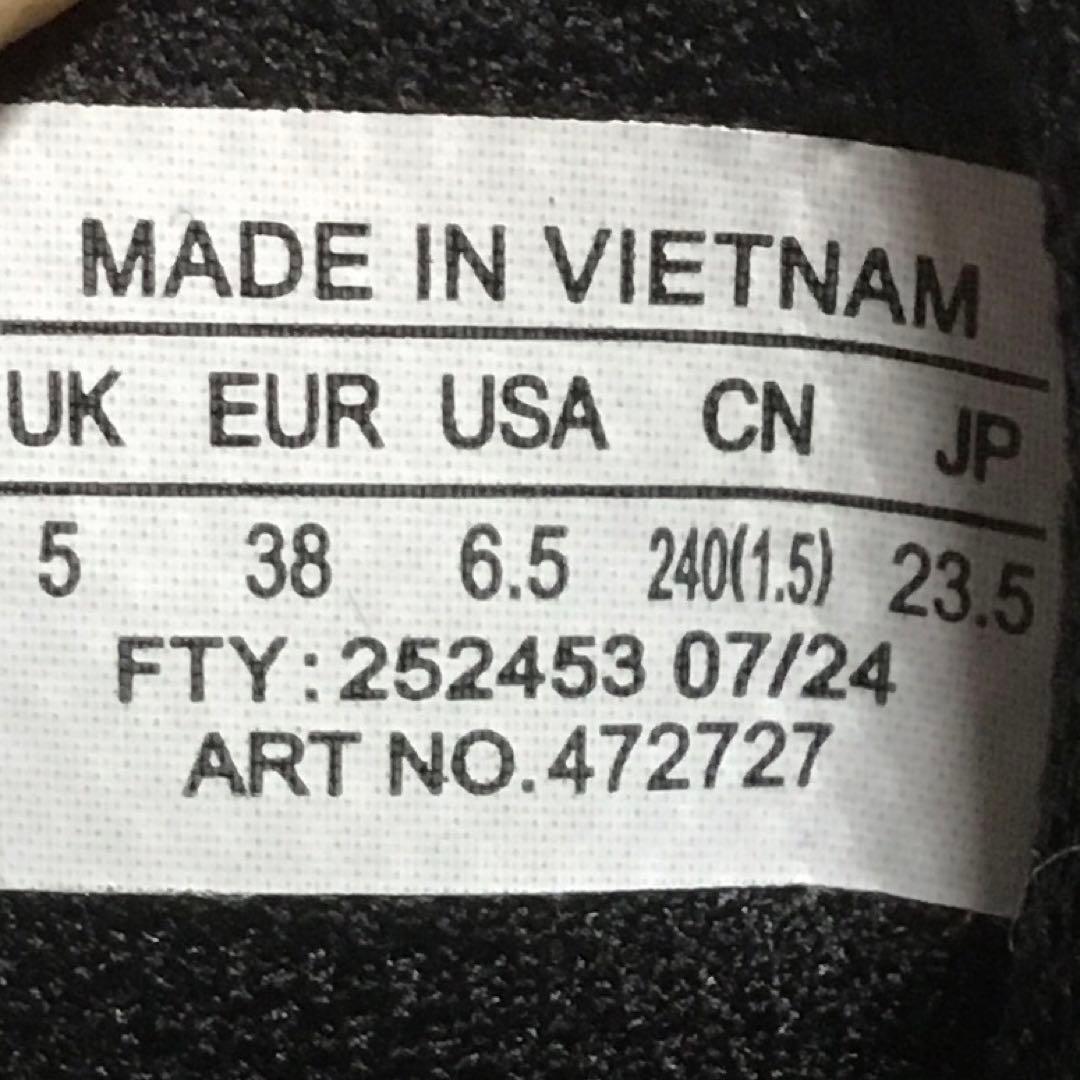 MADE IN VIETNAM
UK EUR USA CN JP
5 38 6.5 240(1.5) 23.5
FTY:252453 07/24
ART NO.472727